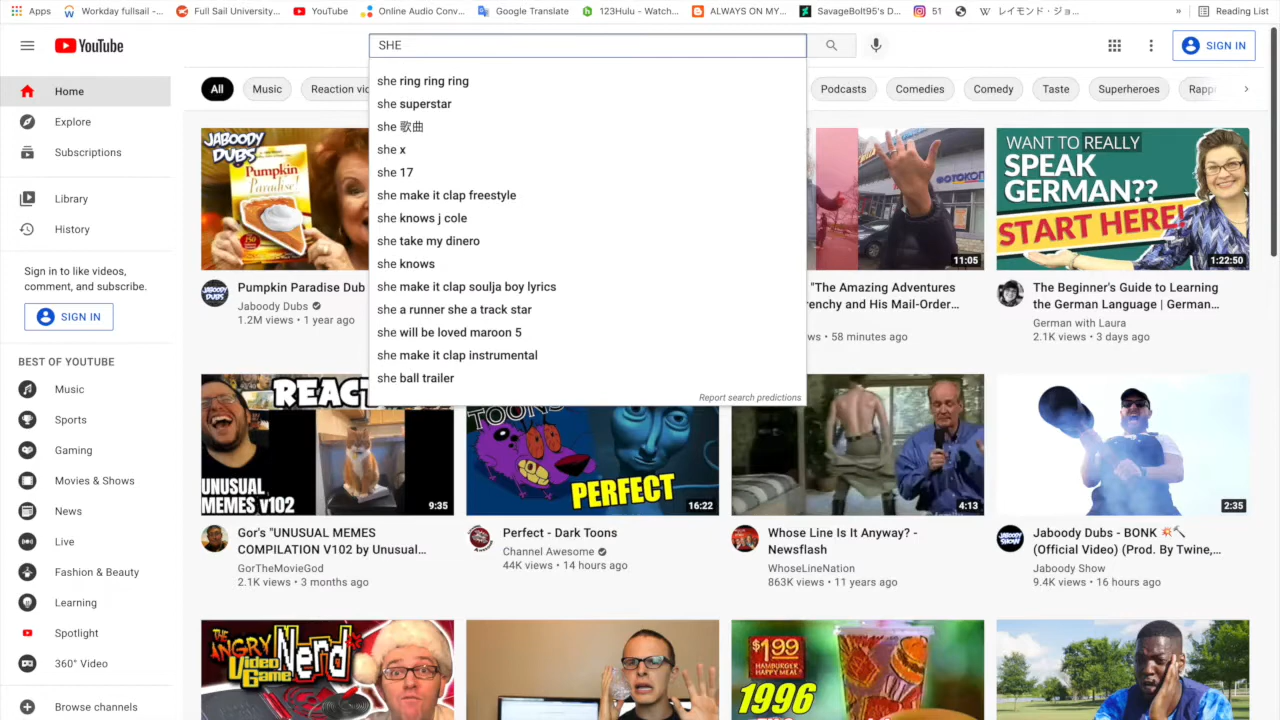 Apps
Workday fullsail -...
Full Sail University...
YouTube
Online Audio Conv...
Google Translate
123Hulu - Watch...
ALWAYS ON MY...
SavageBolt95's D...
51
レイモンド・ジョ...
»
Reading List
YouTube
SHE
SIGN IN
Home
Explore
Subscriptions
Library
History
Sign in to like videos,
comment, and subscribe.
SIGN IN
BEST OF YOUTUBE
Music
Sports
Gaming
Movies & Shows
News
Live
Fashion & Beauty
Learning
Spotlight
360° Video
Browse channels
All
Music
Reaction vid
Podcasts
Comedies
Comedy
Taste
Superheroes
Rapp
she ring ring ring
she superstar
she 歌曲
she x
she 17
she make it clap freestyle
she knows j cole
she take my dinero
she knows
she make it clap soulja boy lyrics
she a runner she a track star
she will be loved maroon 5
she make it clap instrumental
she ball trailer
Report search predictions
JABOODY
DUBS
Pumpkin
Paradise!
Pumpkin Paradise Dub
Jaboody Dubs
1.2M views • 1 year ago
11:05
"The Amazing Adventures
renchy and His Mail-Order...
ws • 58 minutes ago
WANT TO REALLY
SPEAK
GERMAN??
START HERE!
1:22:50
The Beginner's Guide to Learning
the German Language | German...
German with Laura
2.1K views • 3 days ago
REACT
UNUSUAL
MEMES V102
9:35
Gor's "UNUSUAL MEMES
COMPILATION V102 by Unusual...
GorTheMovieGod
2.1K views • 3 months ago
TOONS
PERFECT
16:22
Perfect - Dark Toons
Channel Awesome
44K views • 14 hours ago
4:13
Whose Line Is It Anyway? -
Newsflash
WhoseLineNation
863K views • 11 years ago
2:35
Jaboody Dubs - BONK 💥🔨
(Official Video) (Prod. By Twine,...
Jaboody Show
9.4K views • 16 hours ago
THE
ANGRY
Video
GAME
Nerd
$1.99
HAMBURGER
HAPPY MEAL
1996